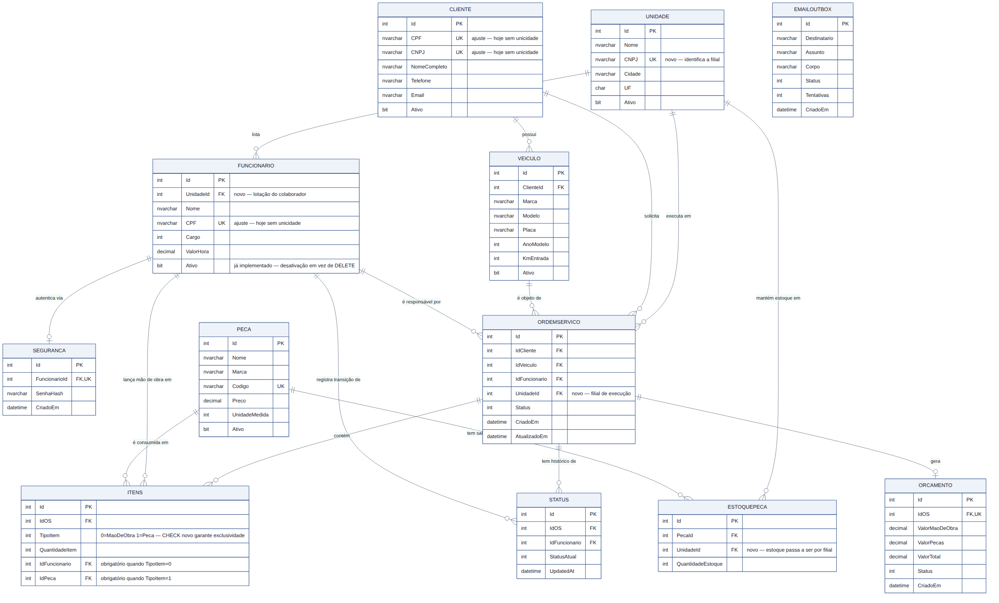 CLIENTE
int Id PK
nvarchar CPF UK ajuste — hoje sem unicidade
nvarchar CNPJ UK ajuste — hoje sem unicidade
nvarchar NomeCompleto
nvarchar Telefone
nvarchar Email
bit Ativo
UNIDADE
int Id PK
nvarchar Nome
nvarchar CNPJ UK novo — identifica a filial
nvarchar Cidade
char UF
bit Ativo
EMAILOUTBOX
int Id PK
nvarchar Destinatario
nvarchar Assunto
nvarchar Corpo
int Status
int Tentativas
datetime CriadoEm
lota
possui
FUNCIONARIO
int Id PK
int UnidadeId FK novo — lotação do colaborador
nvarchar Nome
nvarchar CPF UK ajuste — hoje sem unicidade
int Cargo
decimal ValorHora
bit Ativo já implementado — desativação em vez de DELETE
VEICULO
int Id PK
int ClienteId FK
nvarchar Marca
nvarchar Modelo
nvarchar Placa
int AnoModelo
int KmEntrada
bit Ativo
solicita
executa em
autentica via
é responsável por
é objeto de
mantém estoque em
SEGURANCA
int Id PK
int FuncionarioId FK,UK
nvarchar SenhaHash
datetime CriadoEm
lança mão de obra em
PECA
int Id PK
nvarchar Nome
nvarchar Marca
nvarchar Codigo UK
decimal Preco
int UnidadeMedida
bit Ativo
registra transição de
ORDEMSERVICO
int Id PK
int IdCliente FK
int IdVeiculo FK
int IdFuncionario FK
int UnidadeId FK novo — filial de execução
int Status
datetime CriadoEm
datetime AtualizadoEm
é consumida em
contém
tem
tem histórico de
gera
ITENS
int Id PK
int IdOS FK
int TipoItem 0=MaoDeObra 1=Peca — CHECK novo garante exclusividade
int QuantidadeItem
int IdFuncionario FK obrigatório quando TipoItem=0
int IdPeca FK obrigatório quando TipoItem=1
STATUS
int Id PK
int IdOS FK
int IdFuncionario FK
int StatusAtual
datetime UpdatedAt
ESTOQUEPECA
int Id PK
int PecaId FK
int UnidadeId FK novo — estoque passa a ser por filial
int QuantidadeEstoque
ORCAMENTO
int Id PK
int IdOS FK,UK
decimal ValorMaoDeObra
decimal ValorPecas
decimal ValorTotal
int Status
datetime CriadoEm